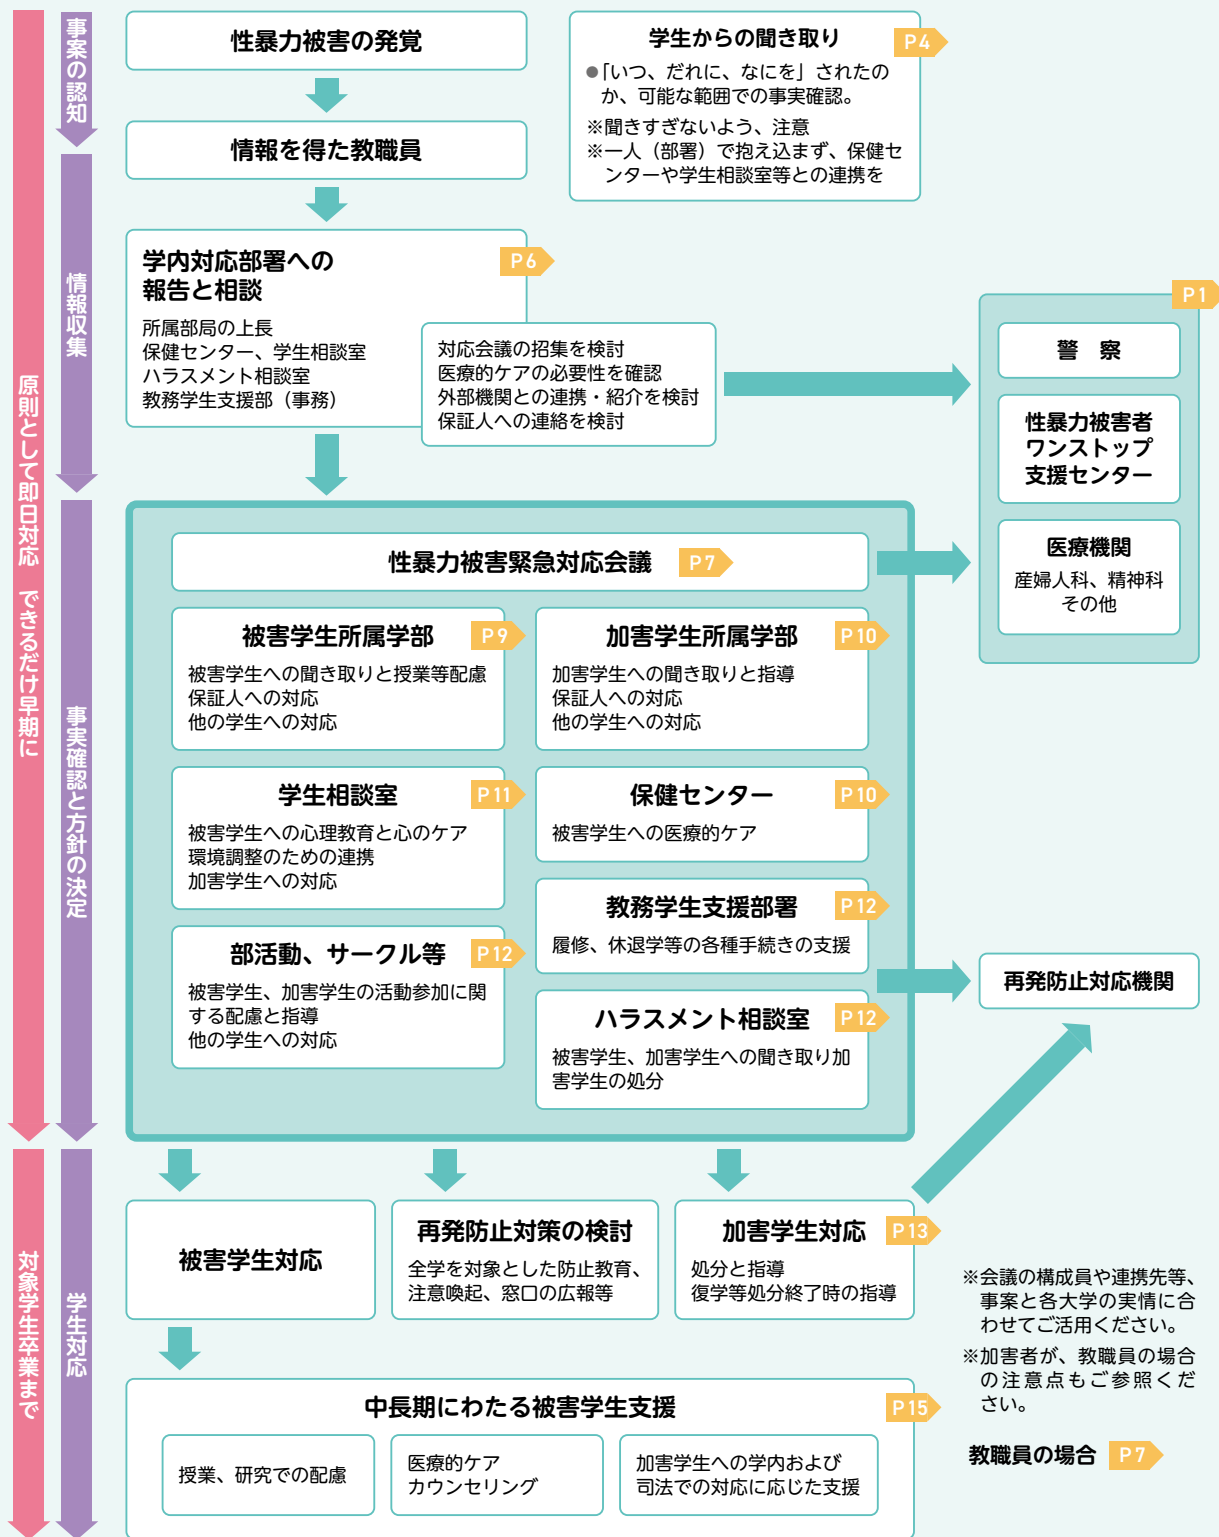 原則として即日対応　できるだけ早期に
対象学生卒業まで
事案の認知
情報収集
事実確認と方針の決定
学生対応
性暴力被害の発覚
情報を得た教職員
学生からの聞き取り
P4
●「いつ、だれに、なにを」されたの
か、可能な範囲での事実確認。
※聞きすぎないよう、注意
※一人（部署）で抱え込まず、保健セ
ンターや学生相談室等との連携を
学内対応部署への
報告と相談
P6
所属部局の上長
保健センター、学生相談室
ハラスメント相談室
教務学生支援部（事務）
対応会議の招集を検討
医療的ケアの必要性を確認
外部機関との連携・紹介を検討
保証人への連絡を検討
P1
警　察
性暴力被害者
ワンストップ
支援センター
医療機関
産婦人科、精神科
その他
性暴力被害緊急対応会議 P7
被害学生所属学部 P9
被害学生への聞き取りと授業等配慮
保証人への対応
他の学生への対応
加害学生所属学部 P10
加害学生への聞き取りと指導
保証人への対応
他の学生への対応
学生相談室 P11
被害学生への心理教育と心のケア
環境調整のための連携
加害学生への対応
保健センター P10
被害学生への医療的ケア
教務学生支援部署 P12
履修、休退学等の各種手続きの支援
部活動、サークル等 P12
被害学生、加害学生の活動参加に関
する配慮と指導
他の学生への対応
ハラスメント相談室 P12
被害学生、加害学生への聞き取り加
害学生の処分
再発防止対応機関
被害学生対応
再発防止対策の検討
全学を対象とした防止教育、
注意喚起、窓口の広報等
加害学生対応 P13
処分と指導
復学等処分終了時の指導
中長期にわたる被害学生支援 P15
授業、研究での配慮
医療的ケア
カウンセリング
加害学生への学内および
司法での対応に応じた支援
※会議の構成員や連携先等、
事案と各大学の実情に合
わせてご活用ください。
※加害者が、教職員の場合
の注意点もご参照くだ
さい。
教職員の場合 P7